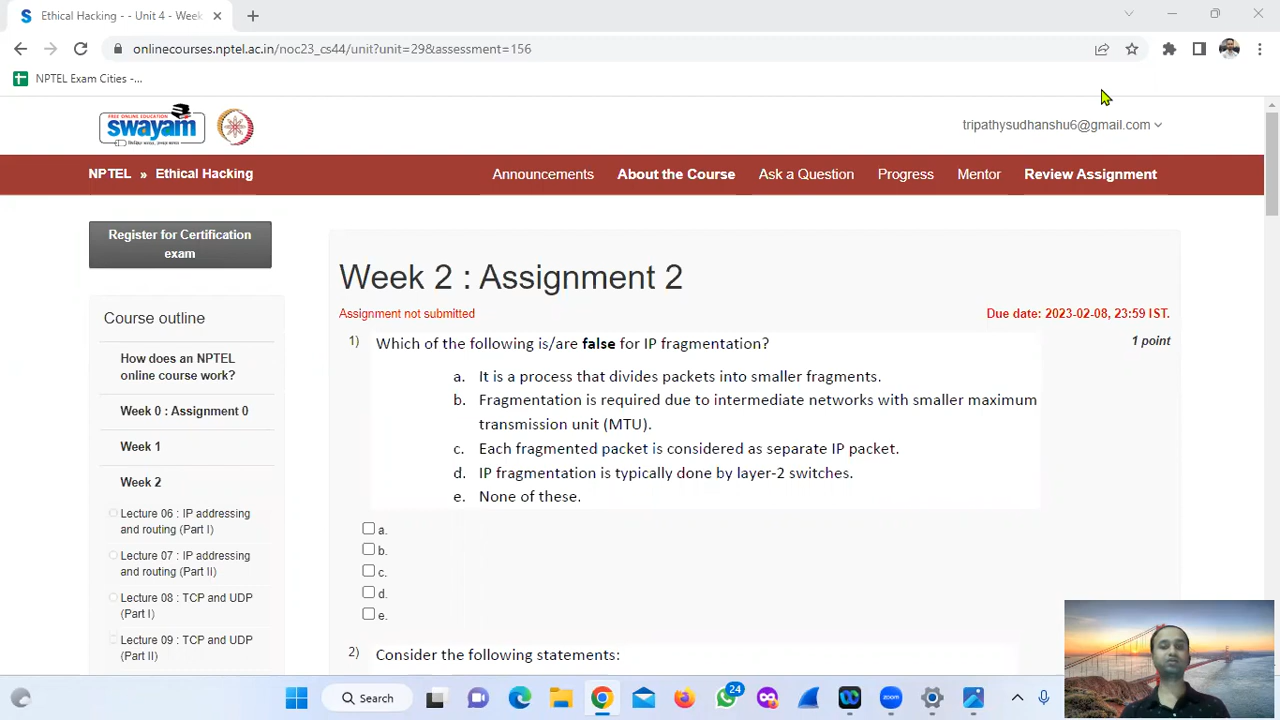 Ethical Hacking - - Unit 4 - Week
onlinecourses.nptel.ac.in/noc23_cs44/unit?unit=29&assessment=156
NPTEL Exam Cities -...
FREE ONLINE EDUCATION
swayam
tripathysudhanshu6@gmail.com
NPTEL » Ethical Hacking
Announcements About the Course Ask a Question Progress Mentor Review Assignment
Register for Certification
exam
Course outline
How does an NPTEL
online course work?
Week 0 : Assignment 0
Week 1
Week 2
Lecture 06 : IP addressing
and routing (Part I)
Lecture 07 : IP addressing
and routing (Part II)
Lecture 08 : TCP and UDP
(Part I)
Lecture 09 : TCP and UDP
(Part II)
Week 2 : Assignment 2
Assignment not submitted Due date: 2023-02-08, 23:59 IST.
1) Which of the following is/are false for IP fragmentation? 1 point
a. It is a process that divides packets into smaller fragments.
b. Fragmentation is required due to intermediate networks with smaller maximum
transmission unit (MTU).
c. Each fragmented packet is considered as separate IP packet.
d. IP fragmentation is typically done by layer-2 switches.
e. None of these.
a.
b.
c.
d.
e.
2) Consider the following statements:
Search
24
zoom